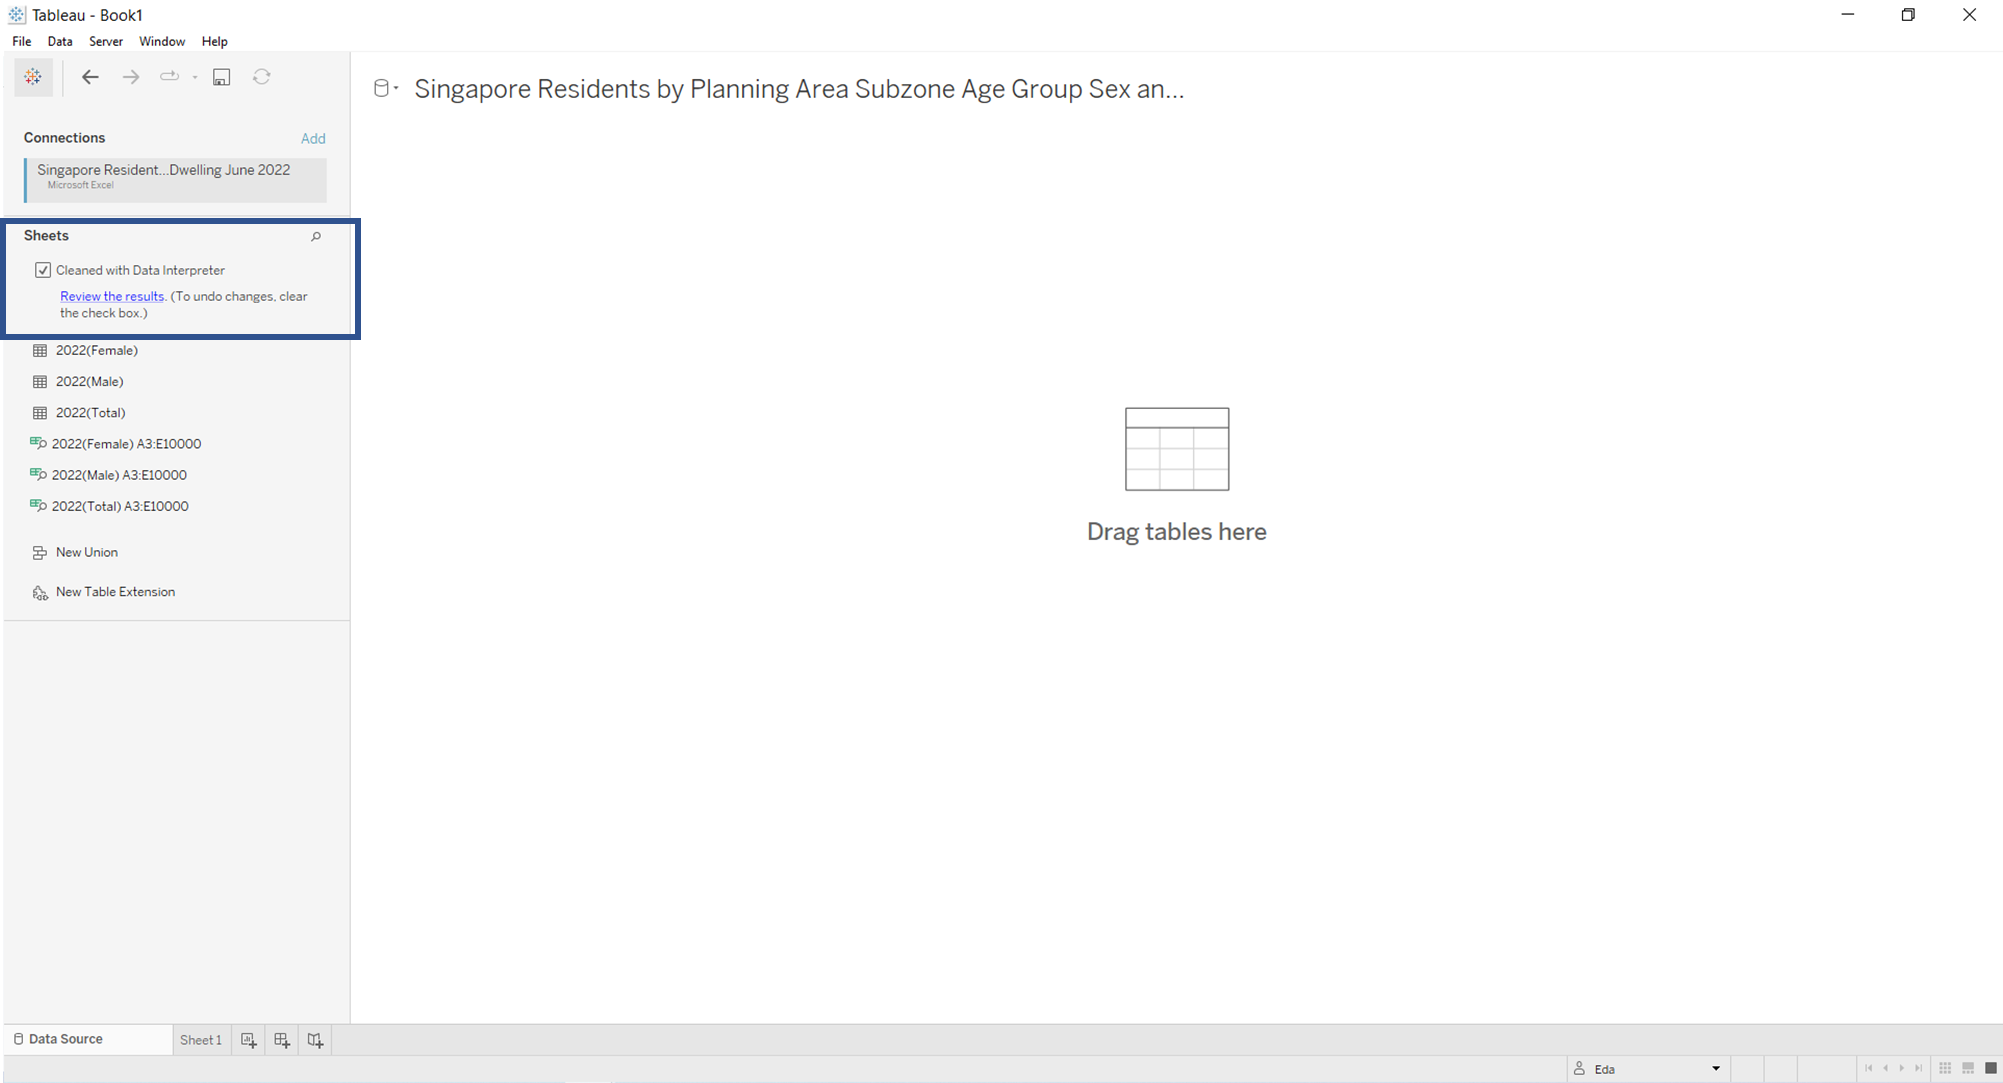 Tableau - Book1
File Data Server Window Help
Singapore Residents by Planning Area Subzone Age Group Sex an...
Connections Add
Singapore Resident...Dwelling June 2022
Microsoft Excel
Sheets
Cleaned with Data Interpreter
Review the results. (To undo changes, clear
the check box.)
2022(Female)
2022(Male)
2022(Total)
2022(Female) A3:E10000
2022(Male) A3:E10000
2022(Total) A3:E10000
New Union
New Table Extension
Drag tables here
Data Source Sheet 1
Eda